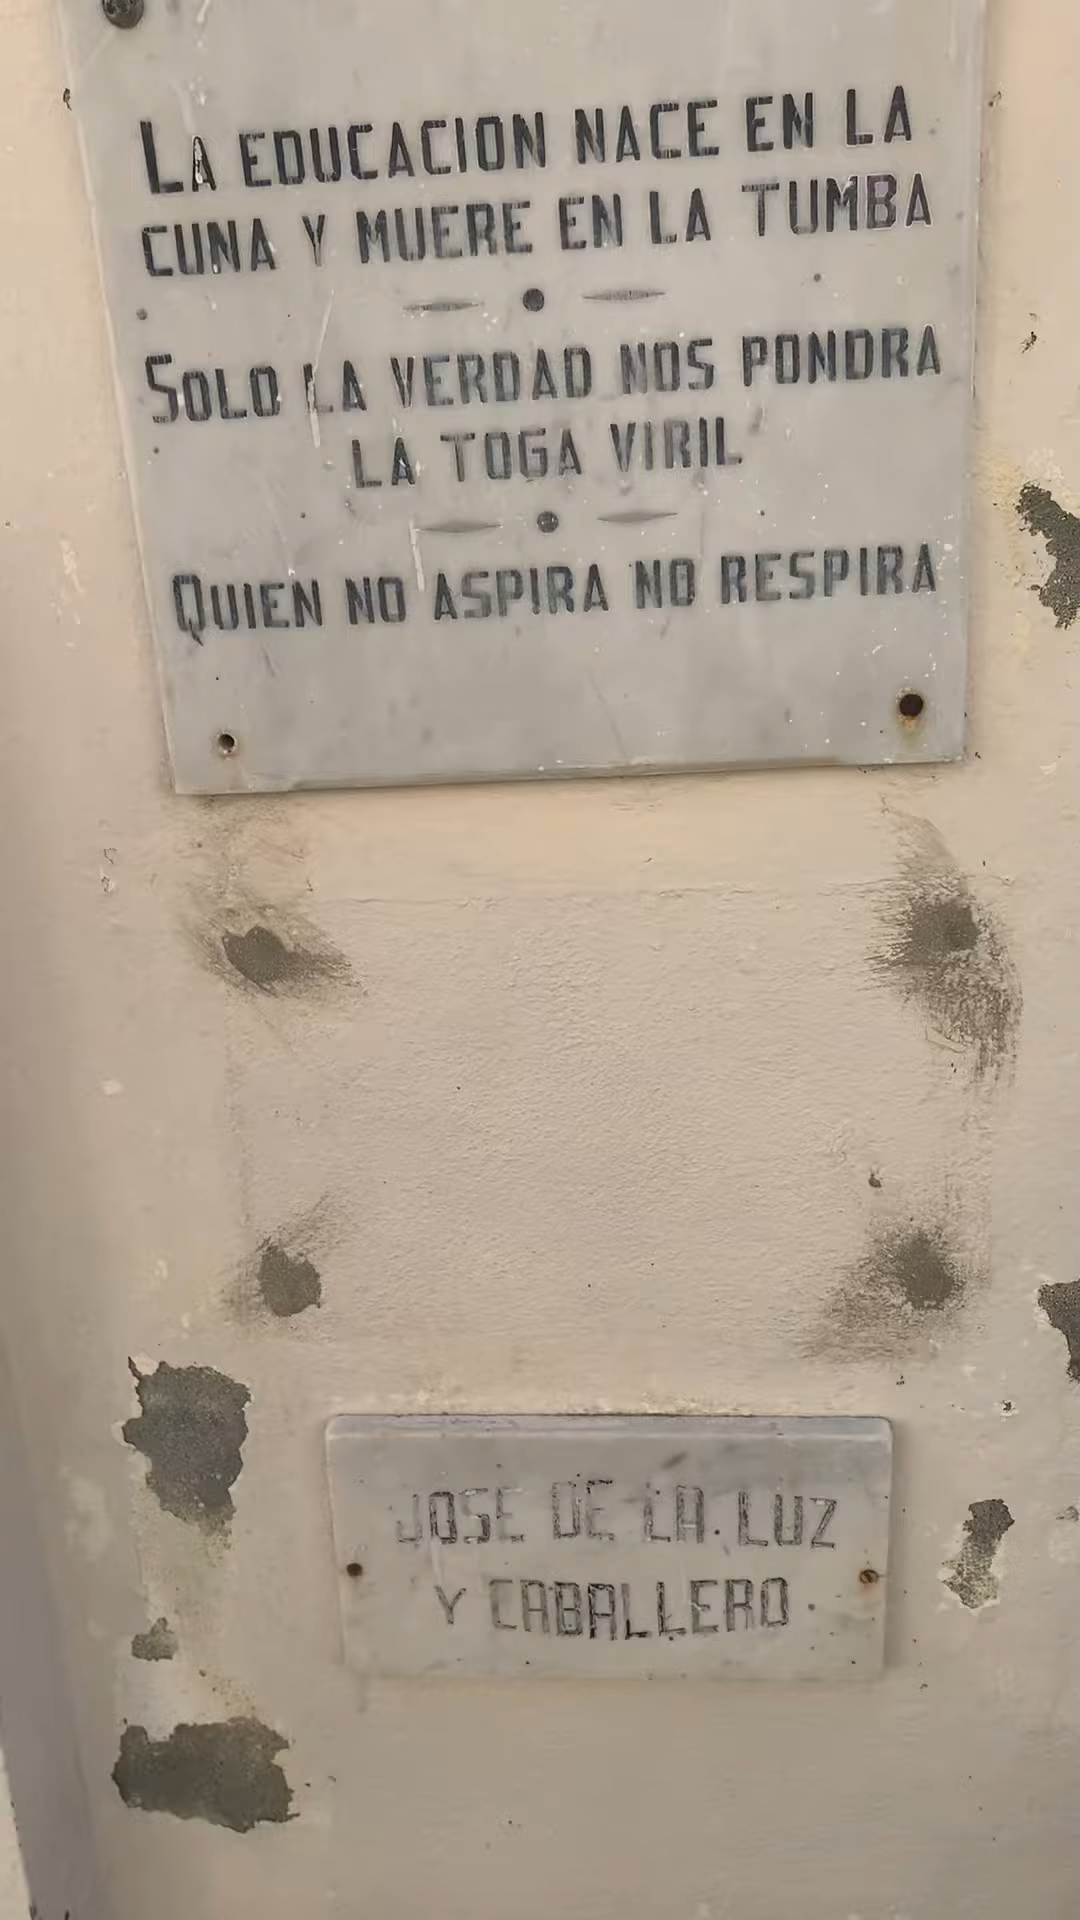 LA EDUCACION NACE EN LA
CUNA Y MUERE EN LA TUMBA
SOLO LA VERDAD NOS PONDRA
LA TOGA VIRIL
QUIEN NO ASPIRA NO RESPIRA
JOSE DE LA LUZ
Y CABALLERO